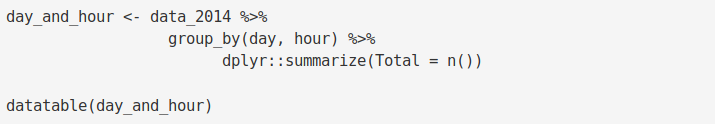 day_and_hour <- data_2014 %>%
group_by(day, hour) %>%
dplyr::summarize(Total = n())
datatable(day_and_hour)